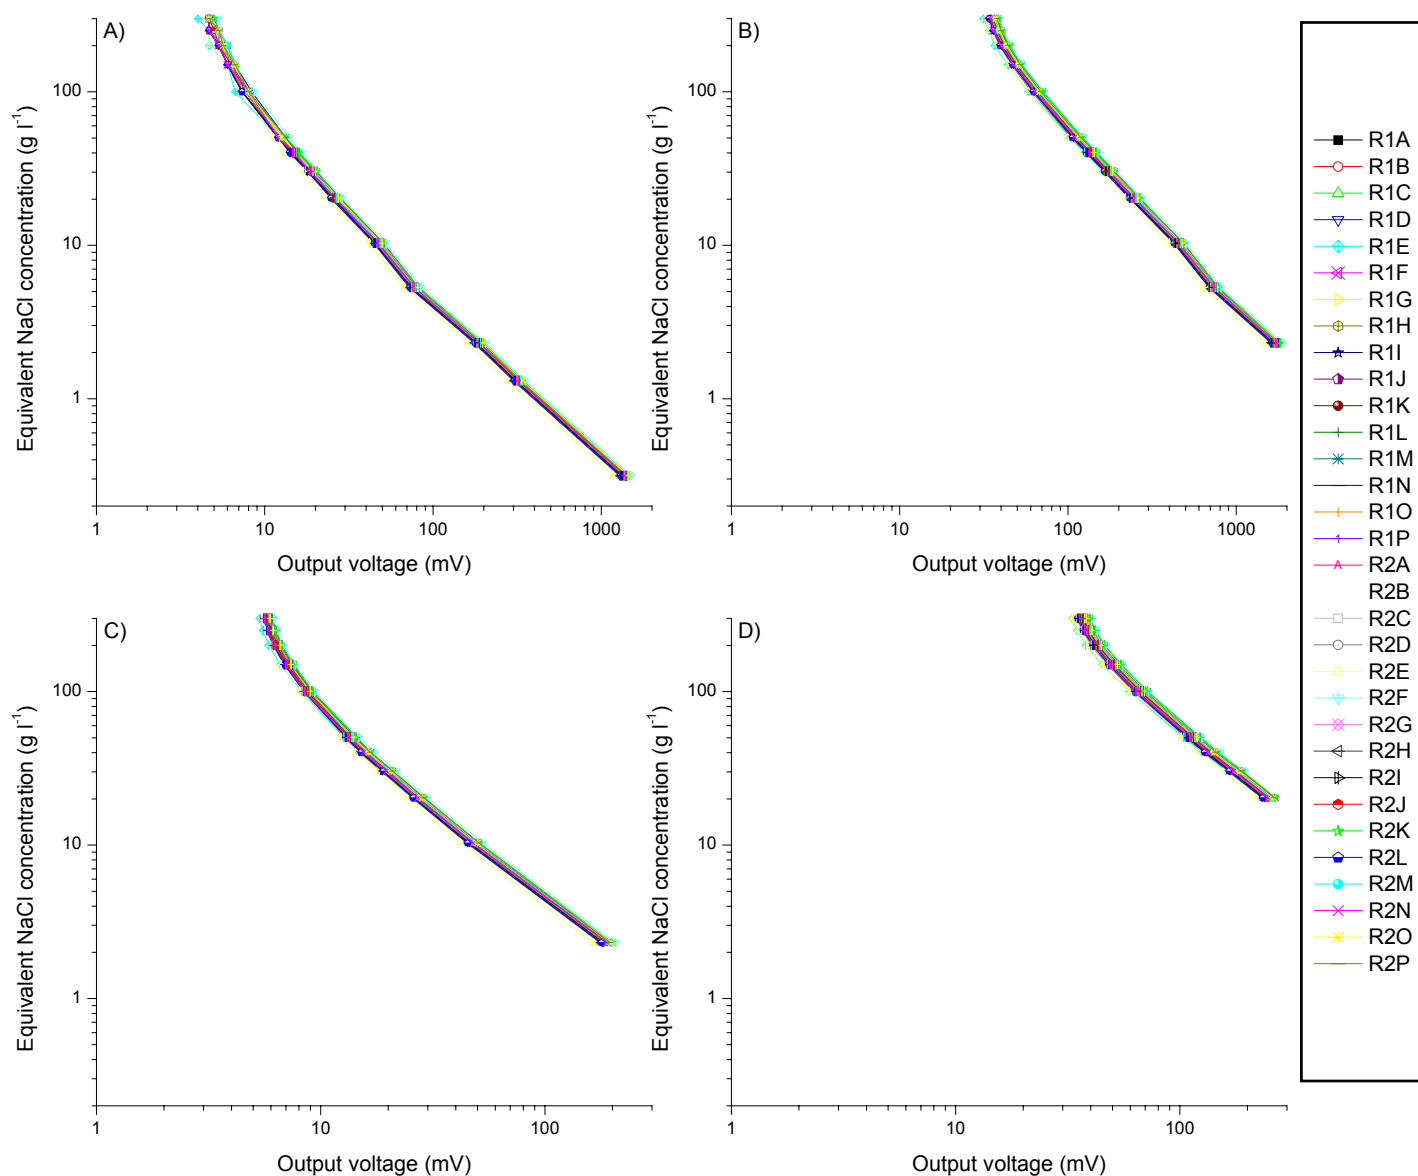 A)
Equivalent NaCl concentration (g l⁻¹)
100
10
1
1 10 100 1000
Output voltage (mV)
B)
Equivalent NaCl concentration (g l⁻¹)
100
10
1
1 10 100 1000
Output voltage (mV)
C)
Equivalent NaCl concentration (g l⁻¹)
100
10
1
1 10 100
Output voltage (mV)
D)
Equivalent NaCl concentration (g l⁻¹)
100
10
1
1 10 100
Output voltage (mV)
R1A
R1B
R1C
R1D
R1E
R1F
R1G
R1H
R1I
R1J
R1K
R1L
R1M
R1N
R1O
R1P
R2A
R2B
R2C
R2D
R2E
R2F
R2G
R2H
R2I
R2J
R2K
R2L
R2M
R2N
R2O
R2P